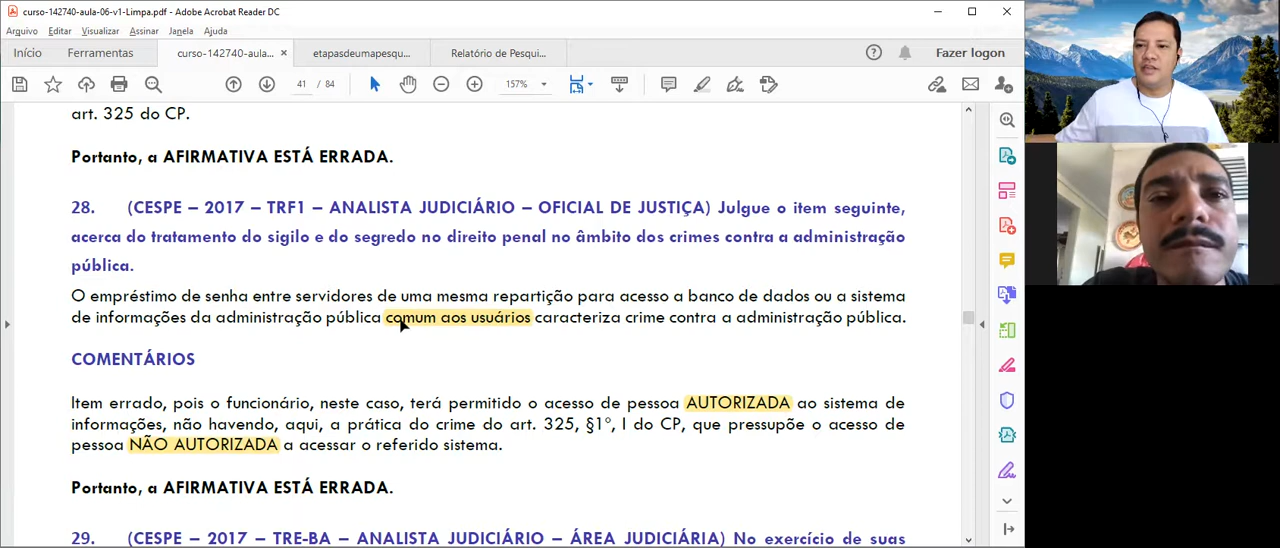 curso-142740-aula-06-v1-Limpa.pdf - Adobe Acrobat Reader DC
Arquivo Editar Visualizar Assinar Janela Ajuda
Início Ferramentas curso-142740-aula... × etapasdeumapesqu... Relatório de Pesqui... Fazer logon
41 / 84 157%
art. 325 do CP.
Portanto, a AFIRMATIVA ESTÁ ERRADA.
28. (CESPE – 2017 – TRF1 – ANALISTA JUDICIÁRIO – OFICIAL DE JUSTIÇA) Julgue o item seguinte,
acerca do tratamento do sigilo e do segredo no direito penal no âmbito dos crimes contra a administração
pública.
O empréstimo de senha entre servidores de uma mesma repartição para acesso a banco de dados ou a sistema
de informações da administração pública comum aos usuários caracteriza crime contra a administração pública.
COMENTÁRIOS
Item errado, pois o funcionário, neste caso, terá permitido o acesso de pessoa AUTORIZADA ao sistema de
informações, não havendo, aqui, a prática do crime do art. 325, §1°, I do CP, que pressupõe o acesso de
pessoa NÃO AUTORIZADA a acessar o referido sistema.
Portanto, a AFIRMATIVA ESTÁ ERRADA.
29. (CESPE – 2017 – TRE-BA – ANALISTA JUDICIÁRIO – ÁREA JUDICIÁRIA) No exercício de suas